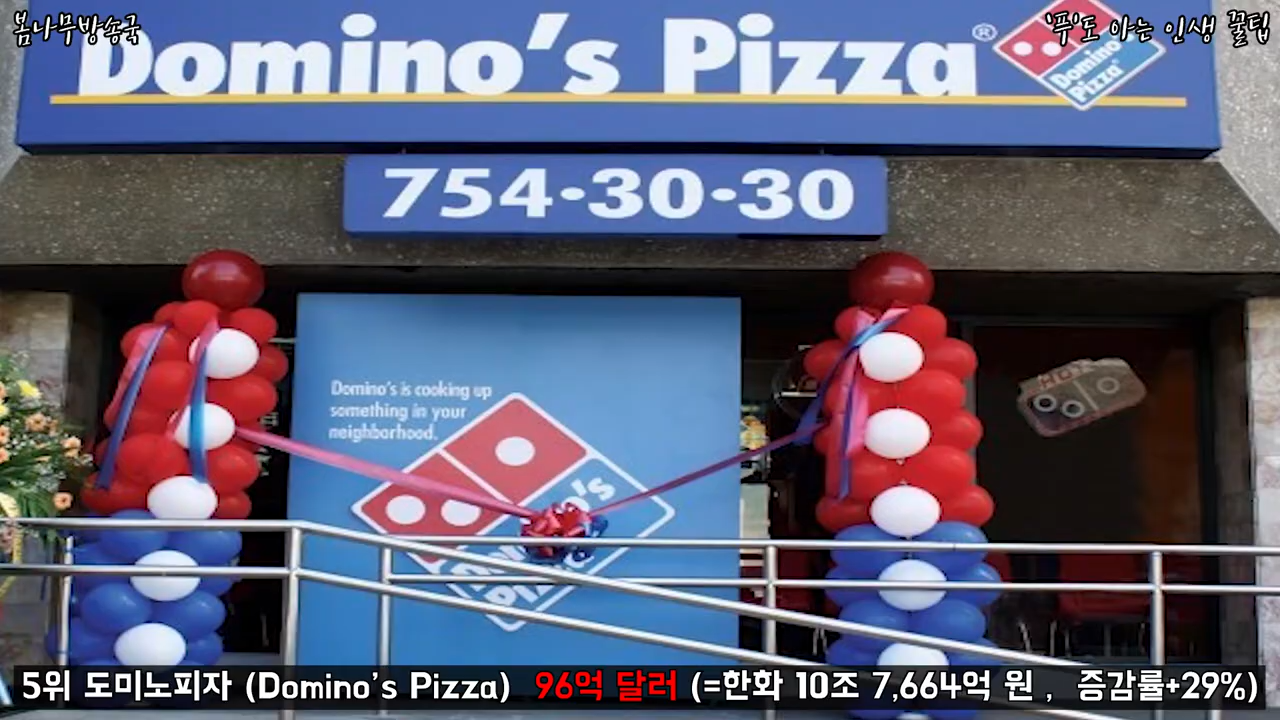 봄나무방송국
'푸'도 아는 인생 꿀팁
Domino's Pizza®
Domino's
Pizza
754-30-30
HOT
Domino's is cooking up
something in your
neighborhood.
5위 도미노피자 (Domino's Pizza) 96억 달러 (=한화 10조 7,664억 원 , 증감률+29%)